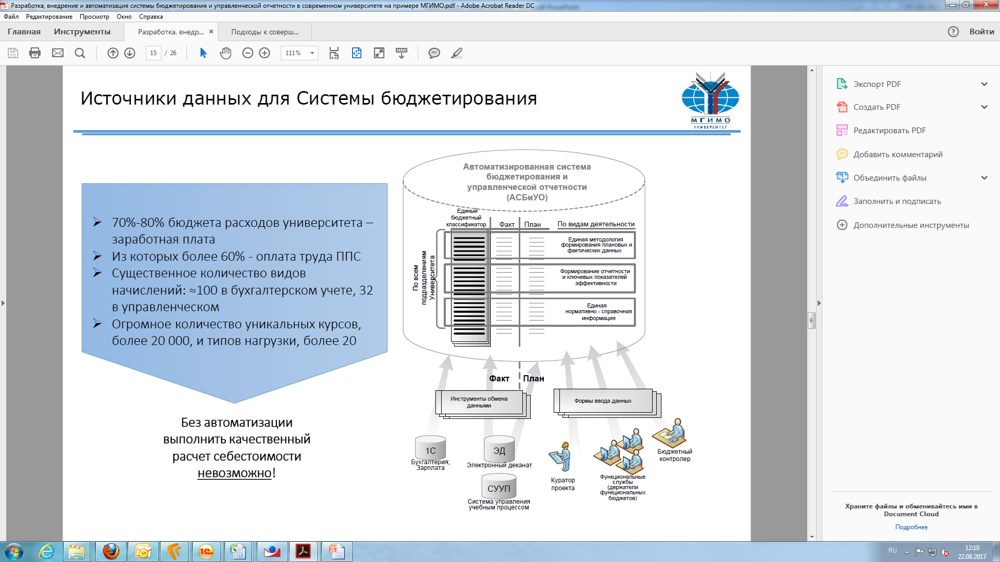 Разработка, внедрение и автоматизация системы бюджетирования и управленческой отчетности в современном университете на примере МГИМО.pdf - Adobe Acrobat Reader DC
Файл Редактирование Просмотр Окно Справка
Главная Инструменты Разработка, внедр... × Подходы к соверш... Войти
15 / 26 111%
Источники данных для Системы бюджетирования
МГИМО
УНИВЕРСИТЕТ
70%-80% бюджета расходов университета –
заработная плата
Из которых более 60% - оплата труда ППС
Существенное количество видов
начислений: ≈100 в бухгалтерском учете, 32
в управленческом
Огромное количество уникальных курсов,
более 20 000, и типов нагрузки, более 20
Без автоматизации
выполнить качественный
расчет себестоимости
невозможно!
Автоматизированная система
бюджетирования и
управленческой отчетности
(АСБиУО)
Единый
бюджетный
классификатор
Факт План По видам деятельности
По всем
подразделениям
Университета
Единая методология
формирования плановых и
фактических данных
Формирование отчетности
и ключевых показателей
эффективности
Единая
нормативно - справочная
информация
Факт План
Инструменты обмена
данными
Формы ввода данных
1С
Бухгалтерия;
Зарплата
ЭД
Электронный деканат
СУУП
Система управления
учебным процессом
Куратор
проекта
Функциональные
службы
(держатели
функциональных
бюджетов)
Бюджетный
контролер
Экспорт PDF
Создать PDF
Редактировать PDF
Добавить комментарий
Объединить файлы
Заполнить и подписать
Дополнительные инструменты
Храните файлы и обменивайтесь ими в
Document Cloud
Подробнее
RU
12:10
22.08.2017